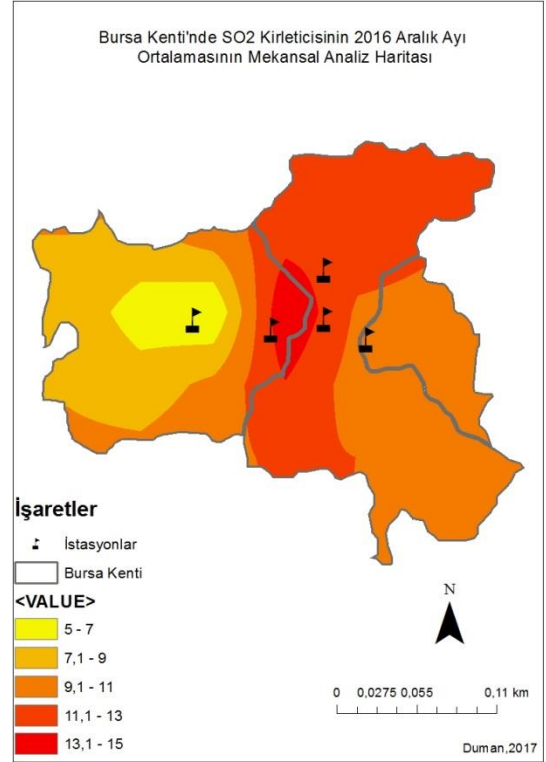 Bursa Kenti'nde SO2 Kirleticisinin 2016 Aralık Ayı
Ortalamasının Mekansal Analiz Haritası
İşaretler
İstasyonlar
Bursa Kenti
<VALUE>
5 - 7
7,1 - 9
9,1 - 11
11,1 - 13
13,1 - 15
N
0 0,0275 0,055 0,11 km
Duman,2017